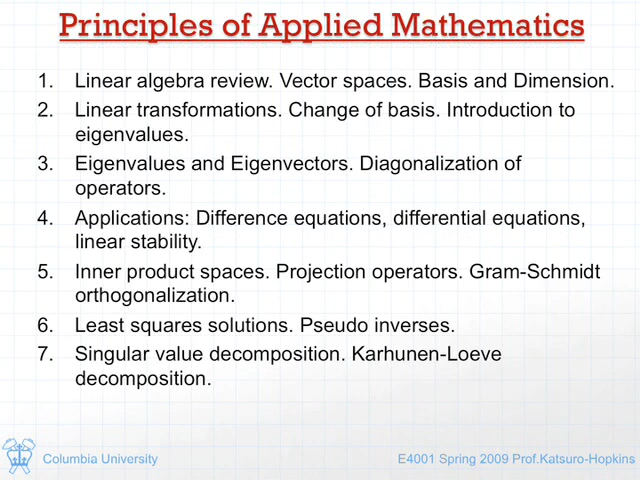 Principles of Applied Mathematics
1. Linear algebra review. Vector spaces. Basis and Dimension.
2. Linear transformations. Change of basis. Introduction to
eigenvalues.
3. Eigenvalues and Eigenvectors. Diagonalization of
operators.
4. Applications: Difference equations, differential equations,
linear stability.
5. Inner product spaces. Projection operators. Gram-Schmidt
orthogonalization.
6. Least squares solutions. Pseudo inverses.
7. Singular value decomposition. Karhunen-Loeve
decomposition.
Columbia University E4001 Spring 2009 Prof.Katsuro-Hopkins